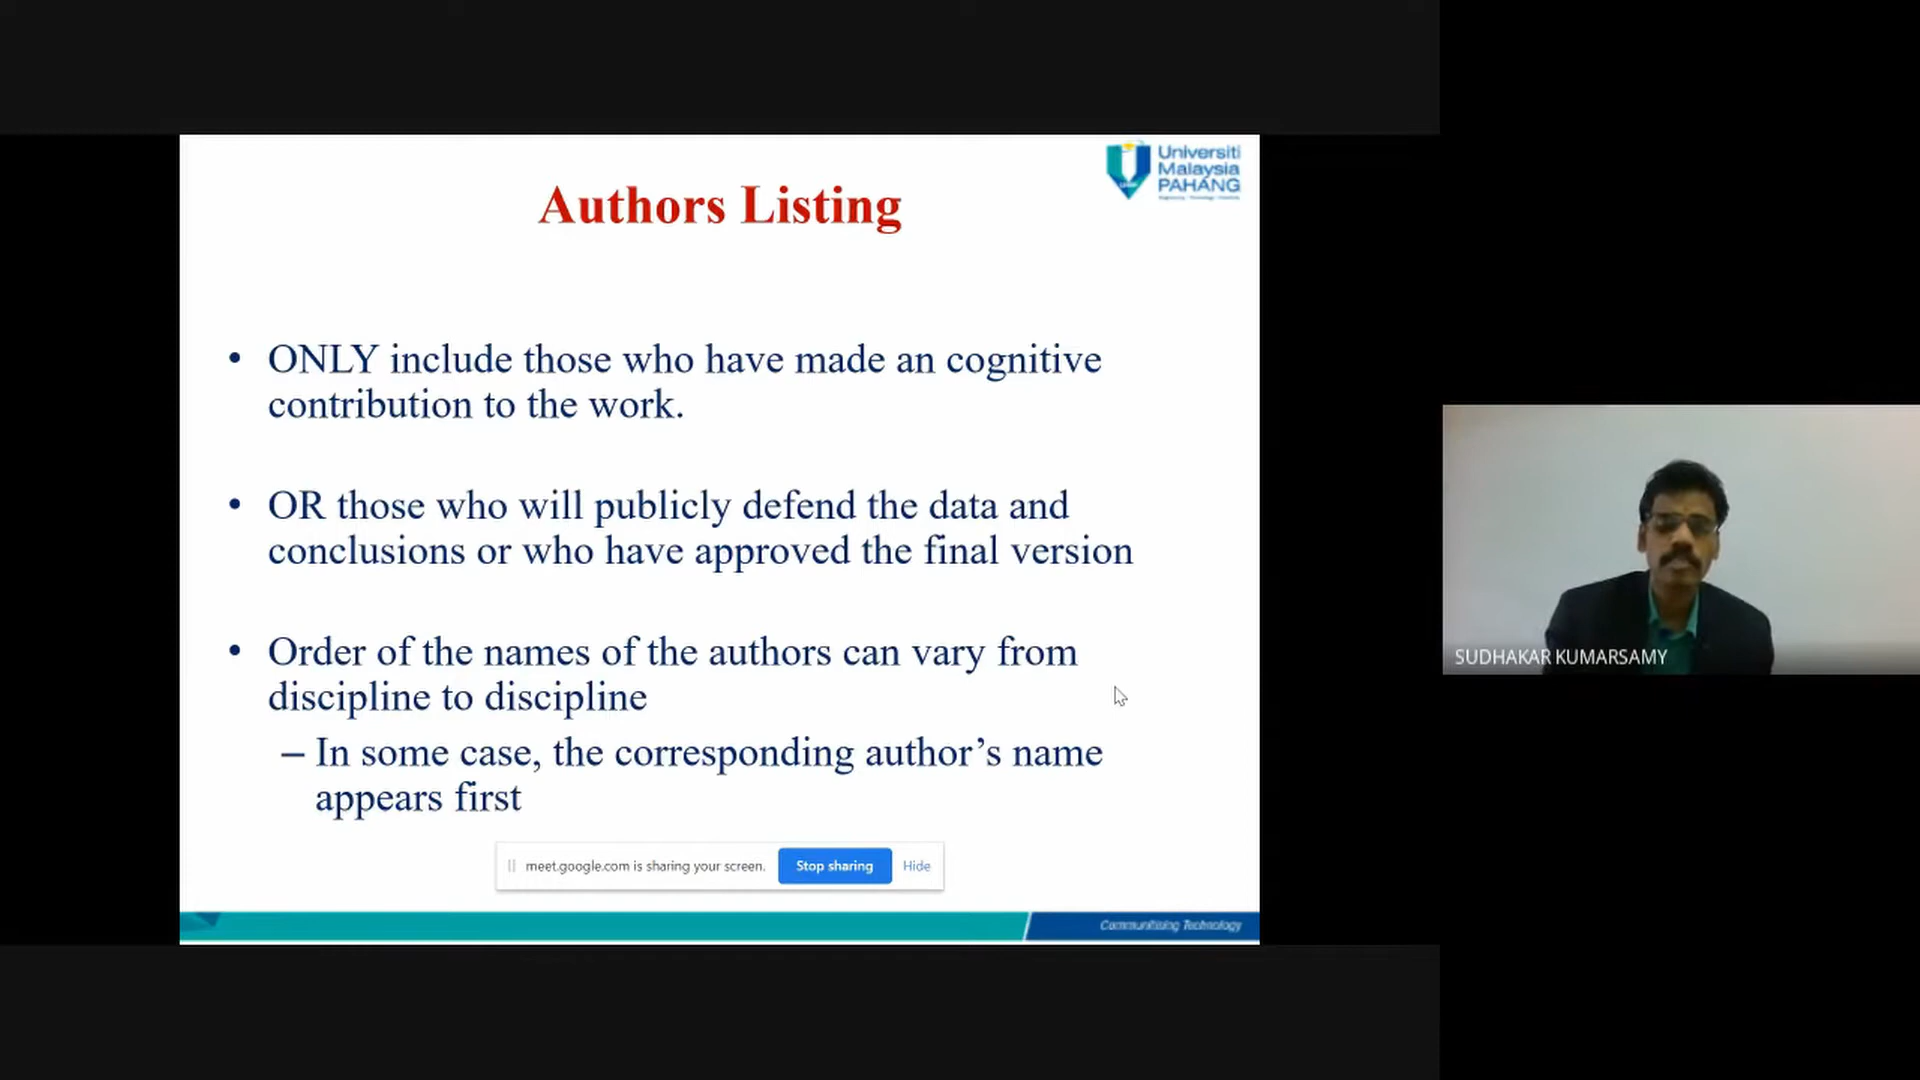 Universiti
Malaysia
PAHANG
Authors Listing
• ONLY include those who have made an cognitive
contribution to the work.
• OR those who will publicly defend the data and
conclusions or who have approved the final version
• Order of the names of the authors can vary from
discipline to discipline
– In some case, the corresponding author’s name
appears first
meet.google.com is sharing your screen.
Stop sharing
Hide
Communitising Technology
SUDHAKAR KUMARSAMY